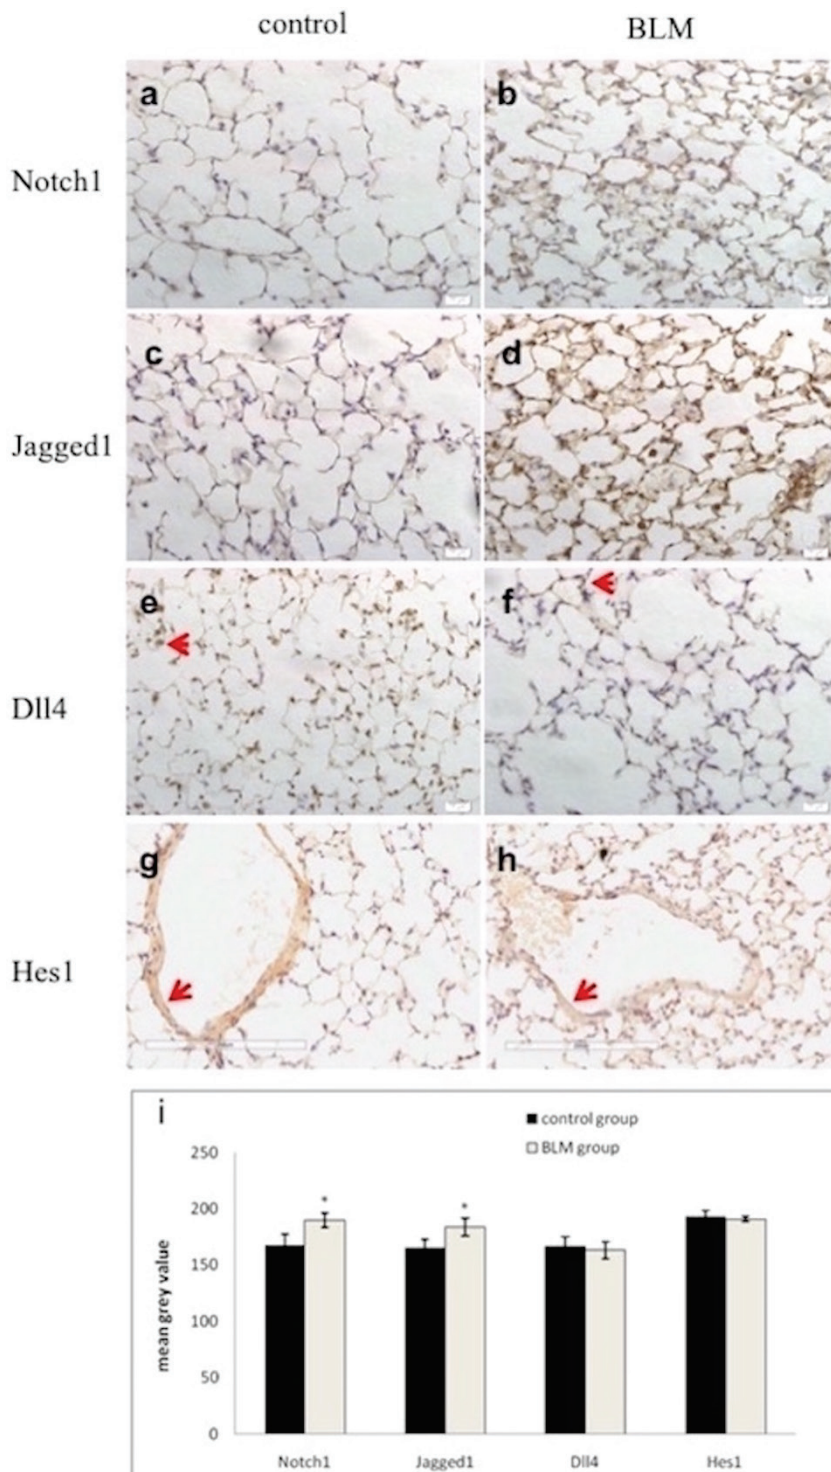 control BLM
Notch1
a b
Jagged1
c d
Dll4
e f
Hes1
g h
i
control group
BLM group
mean grey value
250
200
150
100
50
0
* *
Notch1 Jagged1 Dll4 Hes1